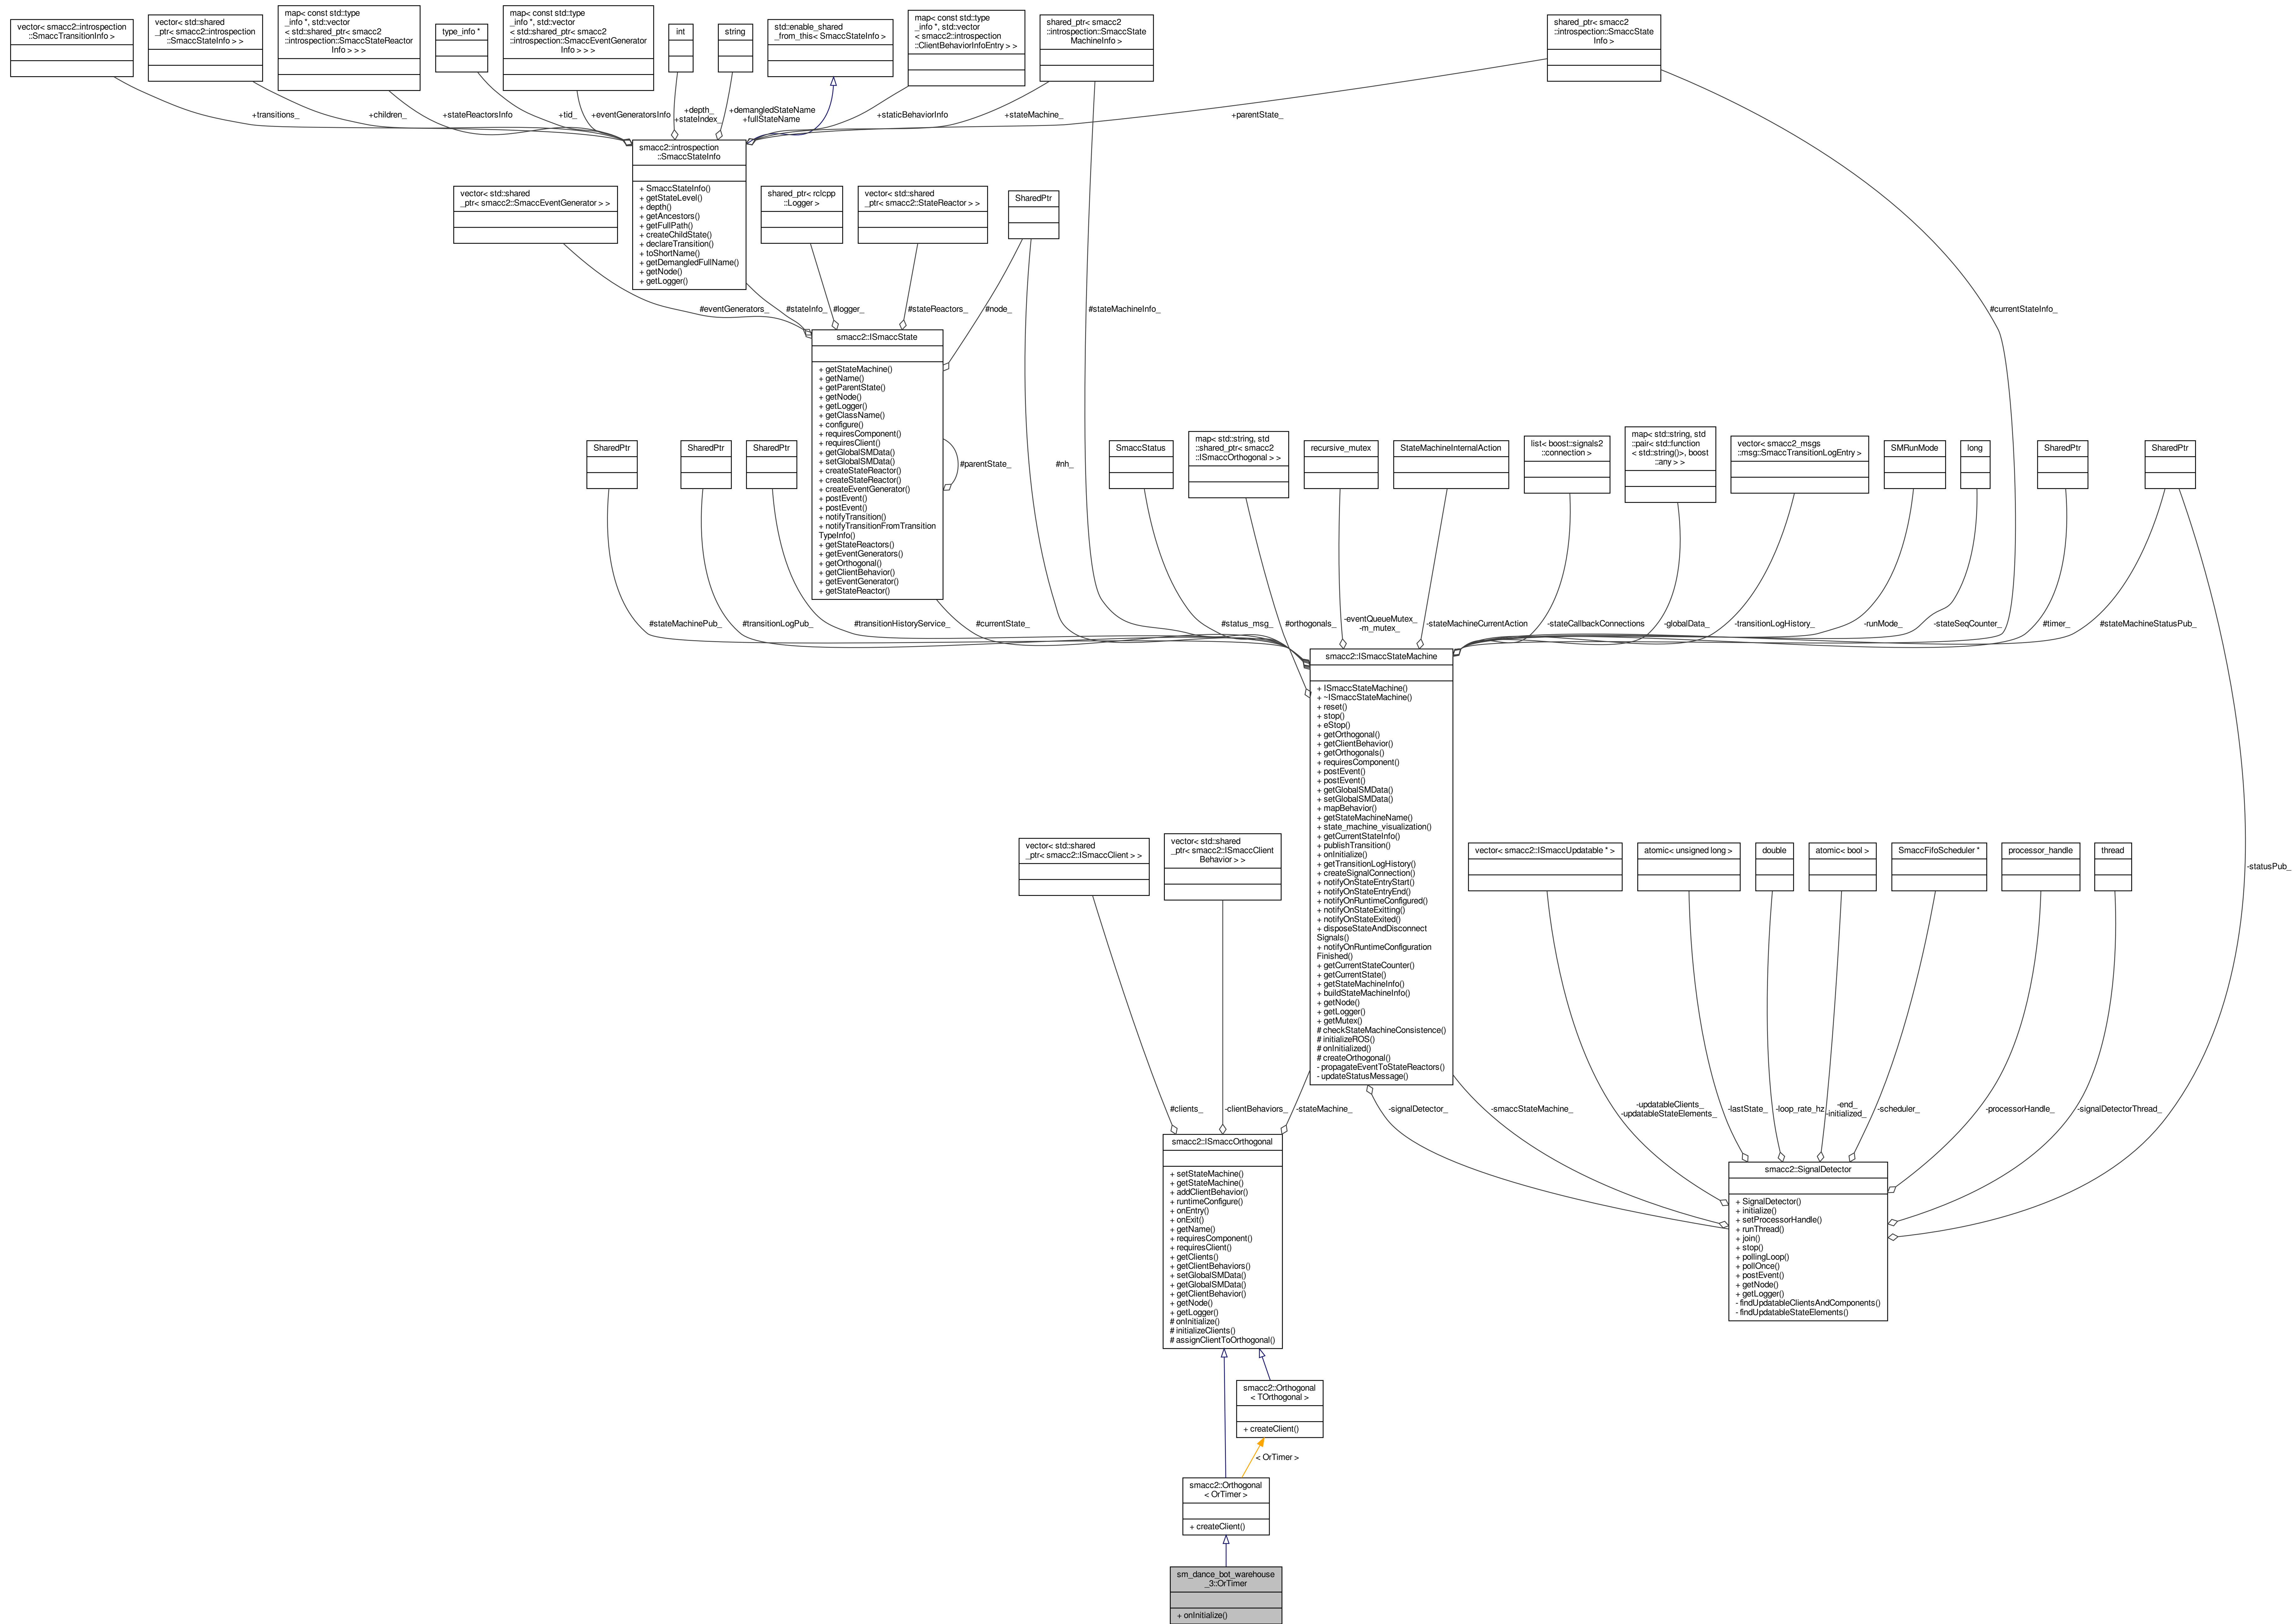 vector< smacc2::introspection
::SmaccTransitionInfo >
vector< std::shared
_ptr< smacc2::introspection
::SmaccStateInfo > >
map< const std::type
_info *, std::vector
< std::shared_ptr< smacc2
::introspection::SmaccStateReactor
Info > > >
type_info *
map< const std::type
_info *, std::vector
< std::shared_ptr< smacc2
::introspection::SmaccEventGenerator
Info > > >
int
string
std::enable_shared
_from_this< SmaccStateInfo >
map< const std::type
_info *, std::vector
< smacc2::introspection
::ClientBehaviorInfoEntry > >
shared_ptr< smacc2
::introspection::SmaccState
MachineInfo >
shared_ptr< smacc2
::introspection::SmaccState
Info >
+transitions_
+children_
+stateReactorsInfo
+tid_
+eventGeneratorsInfo
+depth_
+stateIndex_
+demangledStateName
+fullStateName
+staticBehaviorInfo
+stateMachine_
+parentState_
smacc2::introspection
::SmaccStateInfo
+ SmaccStateInfo()
+ getStateLevel()
+ depth()
+ getAncestors()
+ getFullPath()
+ createChildState()
+ declareTransition()
+ toShortName()
+ getDemangledFullName()
+ getNode()
+ getLogger()
vector< std::shared
_ptr< smacc2::SmaccEventGenerator > >
shared_ptr< rclcpp
::Logger >
vector< std::shared
_ptr< smacc2::StateReactor > >
SharedPtr
#eventGenerators_
#stateInfo_
#logger_
#stateReactors_
#node_
#stateMachineInfo_
#currentStateInfo_
smacc2::ISmaccState
+ getStateMachine()
+ getName()
+ getParentState()
+ getNode()
+ getLogger()
+ getClassName()
+ configure()
+ requiresComponent()
+ requiresClient()
+ getGlobalSMData()
+ setGlobalSMData()
+ createStateReactor()
+ createStateReactor()
+ createEventGenerator()
+ postEvent()
+ postEvent()
+ notifyTransition()
+ notifyTransitionFromTransition
TypeInfo()
+ getStateReactors()
+ getEventGenerators()
+ getOrthogonal()
+ getClientBehavior()
+ getEventGenerator()
+ getStateReactor()
#parentState_
#nh_
SharedPtr
SharedPtr
SharedPtr
SmaccStatus
map< std::string, std
::shared_ptr< smacc2
::ISmaccOrthogonal > >
recursive_mutex
StateMachineInternalAction
list< boost::signals2
::connection >
map< std::string, std
::pair< std::function
< std::string()>, boost
::any > >
vector< smacc2_msgs
::msg::SmaccTransitionLogEntry >
SMRunMode
long
SharedPtr
SharedPtr
#stateMachinePub_
#transitionLogPub_
#transitionHistoryService_
#currentState_
#status_msg_
#orthogonals_
-eventQueueMutex_
-m_mutex_
-stateMachineCurrentAction
-stateCallbackConnections
-globalData_
-transitionLogHistory_
-runMode_
-stateSeqCounter_
#timer_
#stateMachineStatusPub_
smacc2::ISmaccStateMachine
+ ISmaccStateMachine()
+ ~ISmaccStateMachine()
+ reset()
+ stop()
+ eStop()
+ getOrthogonal()
+ getClientBehavior()
+ getOrthogonals()
+ requiresComponent()
+ postEvent()
+ postEvent()
+ getGlobalSMData()
+ setGlobalSMData()
+ mapBehavior()
+ getStateMachineName()
+ state_machine_visualization()
+ getCurrentStateInfo()
+ publishTransition()
+ onInitialize()
+ getTransitionLogHistory()
+ createSignalConnection()
+ notifyOnStateEntryStart()
+ notifyOnStateEntryEnd()
+ notifyOnRuntimeConfigured()
+ notifyOnStateExitting()
+ notifyOnStateExited()
+ disposeStateAndDisconnect
Signals()
+ notifyOnRuntimeConfiguration
Finished()
+ getCurrentStateCounter()
+ getCurrentState()
+ getStateMachineInfo()
+ buildStateMachineInfo()
+ getNode()
+ getLogger()
+ getMutex()
# checkStateMachineConsistence()
# initializeROS()
# onInitialized()
# createOrthogonal()
- propagateEventToStateReactors()
- updateStatusMessage()
vector< std::shared
_ptr< smacc2::ISmaccClient > >
vector< std::shared
_ptr< smacc2::ISmaccClient
Behavior > >
vector< smacc2::ISmaccUpdatable * >
atomic< unsigned long >
double
atomic< bool >
SmaccFifoScheduler *
processor_handle
thread
-statusPub_
#clients_
-clientBehaviors_
-stateMachine_
-signalDetector_
-smaccStateMachine_
-updatableClients_
-updatableStateElements_
-lastState_
-loop_rate_hz
-end_
-initialized_
-scheduler_
-processorHandle_
-signalDetectorThread_
smacc2::ISmaccOrthogonal
+ setStateMachine()
+ getStateMachine()
+ addClientBehavior()
+ runtimeConfigure()
+ onEntry()
+ onExit()
+ getName()
+ requiresComponent()
+ requiresClient()
+ getClients()
+ getClientBehaviors()
+ setGlobalSMData()
+ getGlobalSMData()
+ getClientBehavior()
+ getNode()
+ getLogger()
# onInitialize()
# initializeClients()
# assignClientToOrthogonal()
smacc2::SignalDetector
+ SignalDetector()
+ initialize()
+ setProcessorHandle()
+ runThread()
+ join()
+ stop()
+ pollingLoop()
+ pollOnce()
+ postEvent()
+ getNode()
+ getLogger()
- findUpdatableClientsAndComponents()
- findUpdatableStateElements()
smacc2::Orthogonal
< TOrthogonal >
+ createClient()
< OrTimer >
smacc2::Orthogonal
< OrTimer >
+ createClient()
sm_dance_bot_warehouse
_3::OrTimer
+ onInitialize()